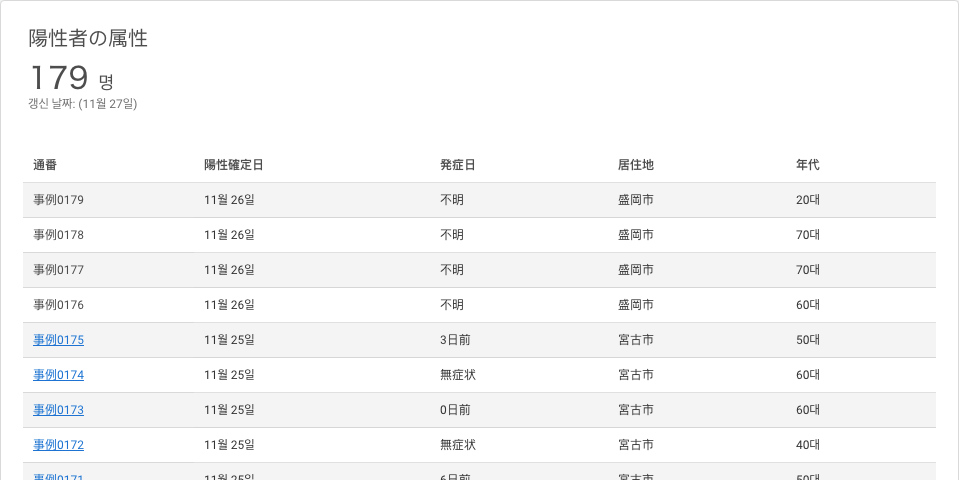 陽性者の属性
179 명
갱신 날짜: (11월 27일)
通番 陽性確定日 発症日 居住地 年代
事例0179 11월 26일 不明 盛岡市 20대
事例0178 11월 26일 不明 盛岡市 70대
事例0177 11월 26일 不明 盛岡市 70대
事例0176 11월 26일 不明 盛岡市 60대
事例0175 11월 25일 3日前 宮古市 50대
事例0174 11월 25일 無症状 宮古市 60대
事例0173 11월 25일 0日前 宮古市 60대
事例0172 11월 25일 無症状 宮古市 40대
事例0171 11월 25일 6日前 宮古市 50대